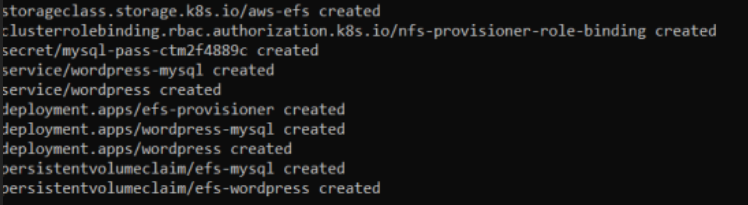 storageclass.storage.k8s.io/aws-efs created
clusterrolebinding.rbac.authorization.k8s.io/nfs-provisioner-role-binding created
secret/mysql-pass-ctm2f4889c created
service/wordpress-mysql created
service/wordpress created
deployment.apps/efs-provisioner created
deployment.apps/wordpress-mysql created
deployment.apps/wordpress created
persistentvolumeclaim/efs-mysql created
persistentvolumeclaim/efs-wordpress created